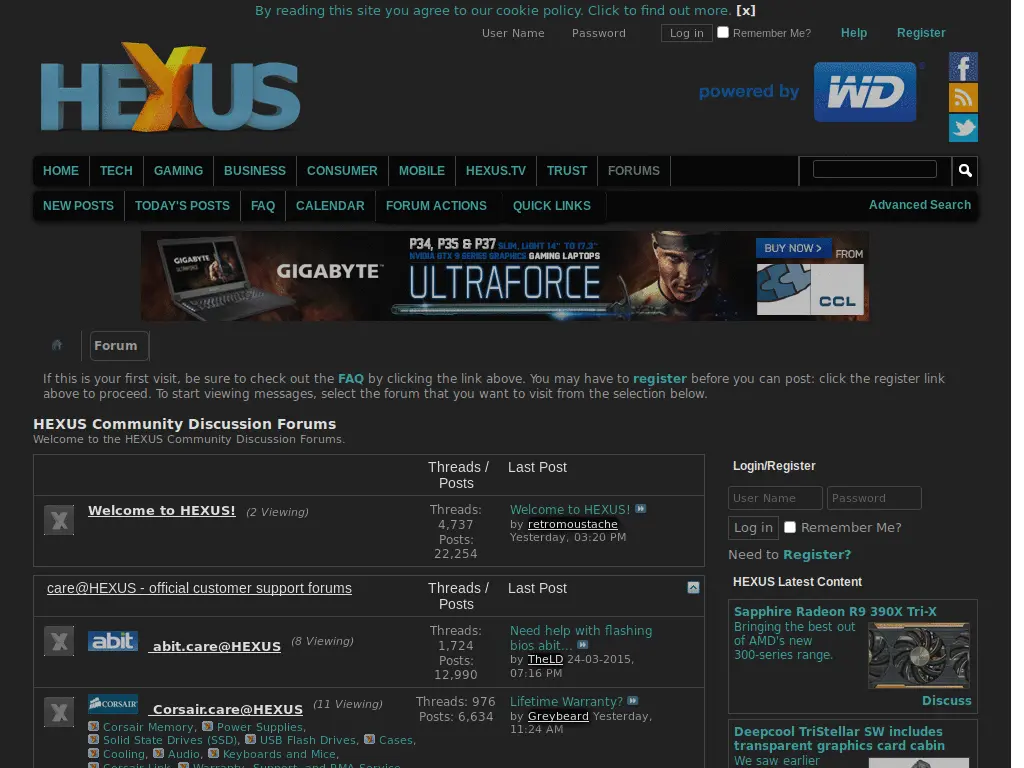 By reading this site you agree to our cookie policy. Click to find out more. [x]
User Name Password Log in Remember Me? Help Register
HEXUS
powered by WD
HOME TECH GAMING BUSINESS CONSUMER MOBILE HEXUS.TV TRUST FORUMS
NEW POSTS TODAY'S POSTS FAQ CALENDAR FORUM ACTIONS QUICK LINKS Advanced Search
GIGABYTE™
P34, P35 & P37 SLIM, LIGHT 14" TO 17.3"
NVIDIA GTX 9 SERIES GRAPHICS GAMING LAPTOPS
ULTRAFORCE
BUY NOW > FROM
CCL
Forum
If this is your first visit, be sure to check out the FAQ by clicking the link above. You may have to register before you can post: click the register link
above to proceed. To start viewing messages, select the forum that you want to visit from the selection below.
HEXUS Community Discussion Forums
Welcome to the HEXUS Community Discussion Forums.
Threads /
Posts
Last Post
Welcome to HEXUS! (2 Viewing)
Threads:
4,737
Posts:
22,254
Welcome to HEXUS!
by retromoustache
Yesterday, 03:20 PM
care@HEXUS - official customer support forums
Threads /
Posts
Last Post
abit abit.care@HEXUS (8 Viewing)
Threads:
1,724
Posts:
12,990
Need help with flashing
bios abit...
by TheLD 24-03-2015,
07:16 PM
CORSAIR Corsair.care@HEXUS (11 Viewing)
Corsair Memory, Power Supplies,
Solid State Drives (SSD), USB Flash Drives, Cases,
Cooling, Audio, Keyboards and Mice,
Corsair Link, Warranty, Support, and RMA Service
Threads: 976
Posts: 6,634
Lifetime Warranty?
by Greybeard Yesterday,
11:24 AM
Login/Register
User Name Password
Log in Remember Me?
Need to Register?
HEXUS Latest Content
Sapphire Radeon R9 390X Tri-X
Bringing the best out
of AMD's new
300-series range.
Discuss
Deepcool TriStellar SW includes
transparent graphics card cabin
We saw earlier